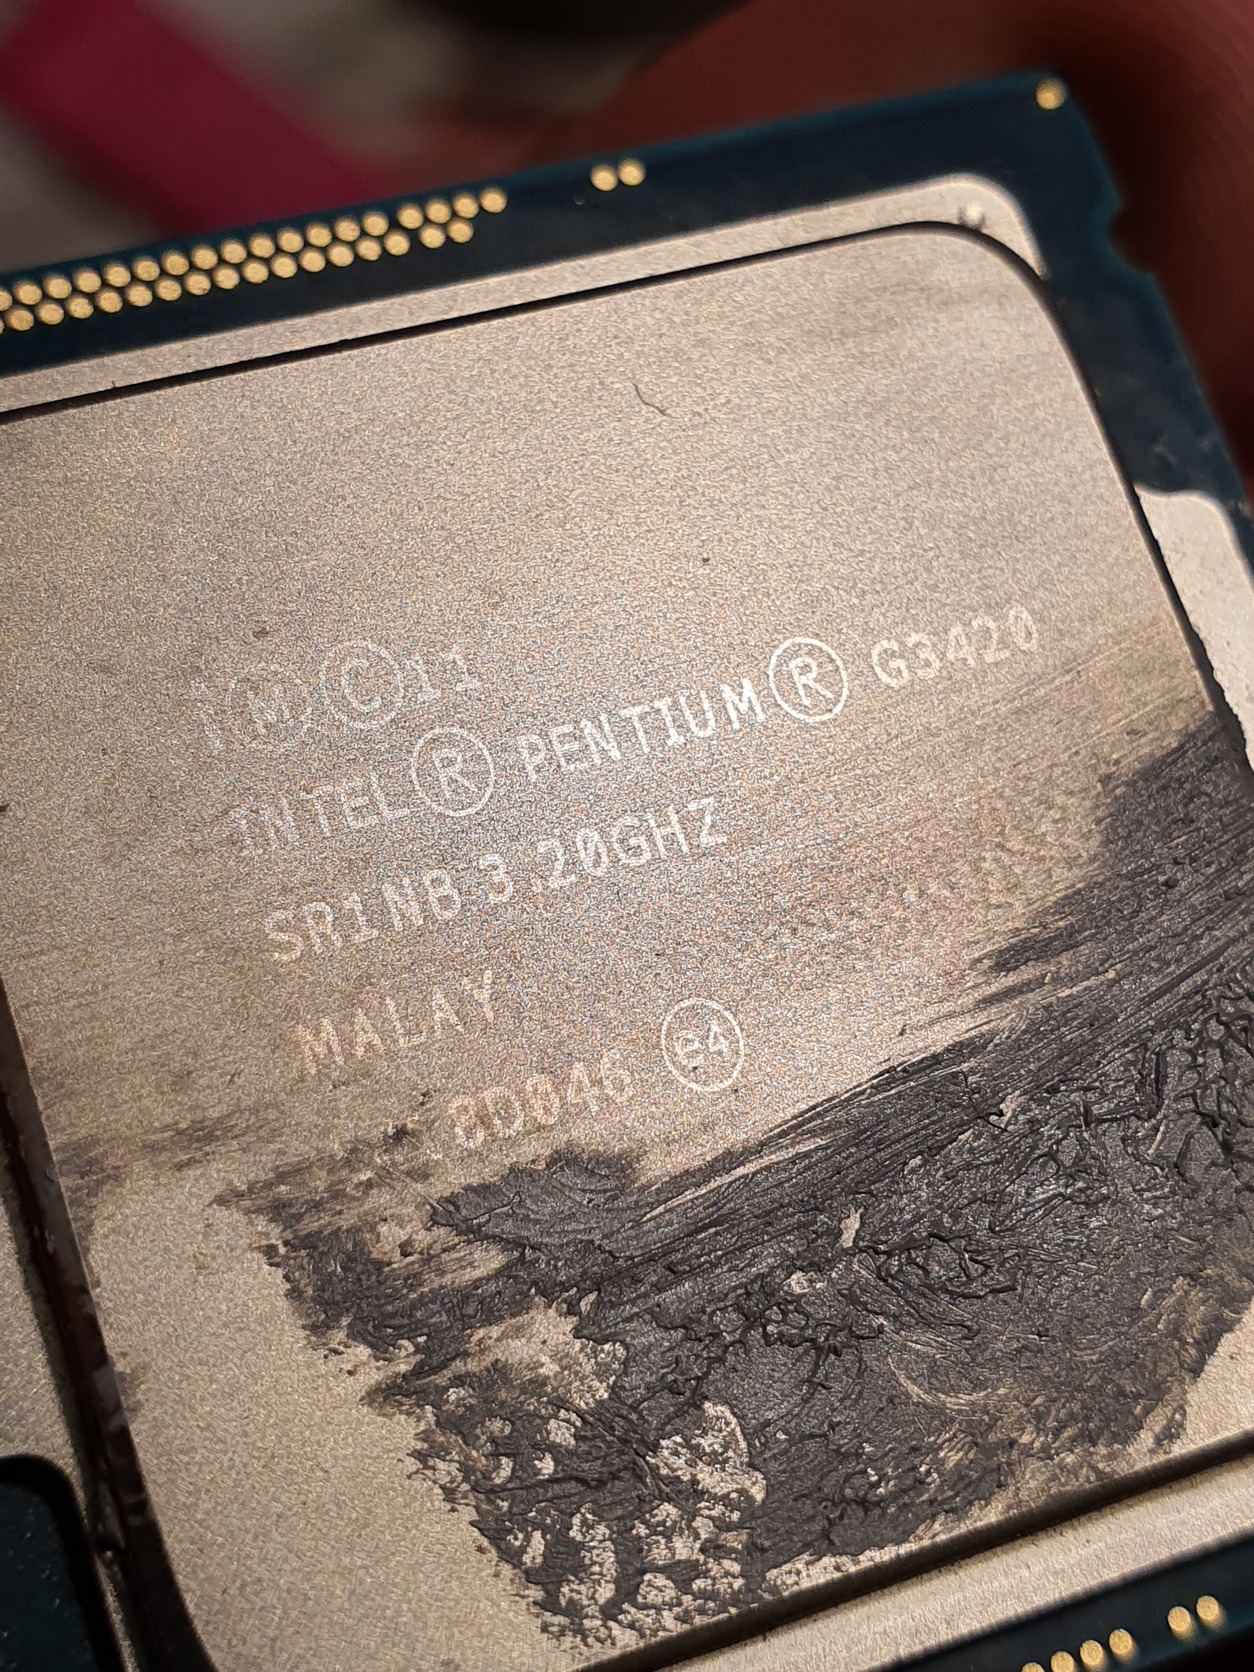 i Ⓜ Ⓒ 11
INTEL® PENTIUM® G3420
SR1NB 3.20GHZ
MALAY
e4